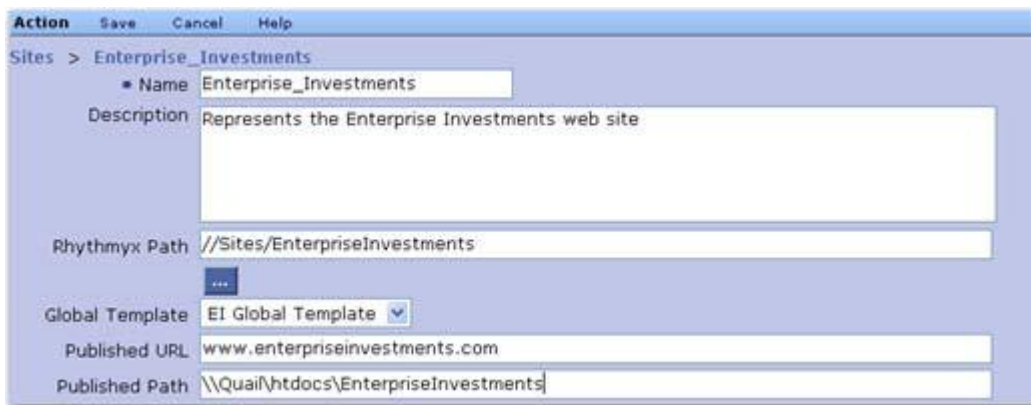 Action Save Cancel Help
Sites > Enterprise_Investments
Name Enterprise_Investments
Description Represents the Enterprise Investments web site
Rhythmyx Path //Sites/EnterpriseInvestments
...
Global Template EI Global Template
Published URL www.enterpriseinvestments.com
Published Path \\Quail\htdocs\EnterpriseInvestments